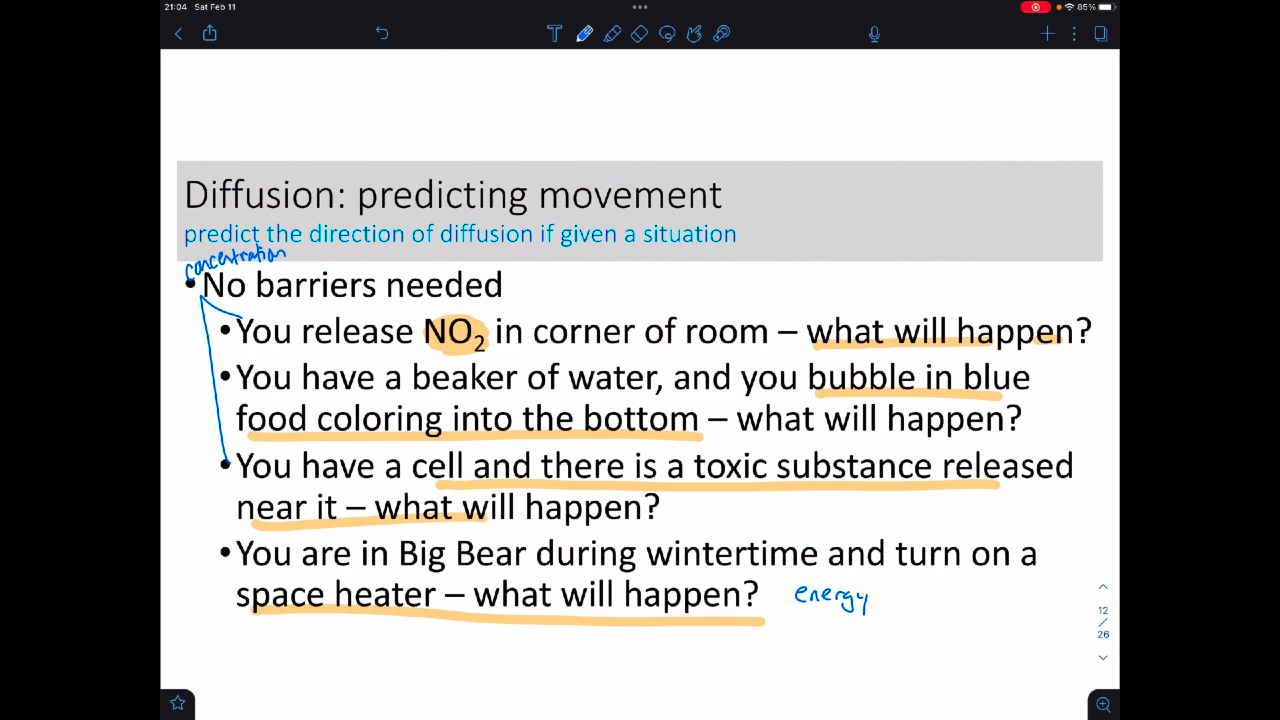 21:04 Sat Feb 11
85%
T
Diffusion: predicting movement
predict the direction of diffusion if given a situation
concentration
• No barriers needed
• You release NO₂ in corner of room – what will happen?
• You have a beaker of water, and you bubble in blue
food coloring into the bottom – what will happen?
• You have a cell and there is a toxic substance released
near it – what will happen?
• You are in Big Bear during wintertime and turn on a
space heater – what will happen?
energy
12
/
26